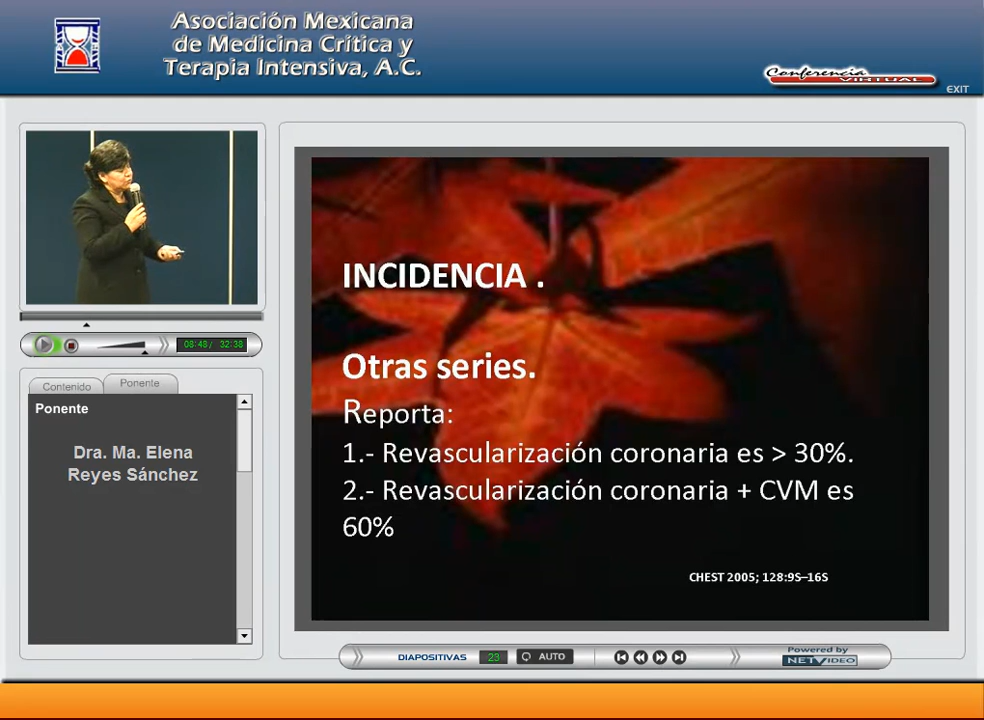 Asociación Mexicana
de Medicina Crítica y
Terapia Intensiva, A.C.
Conferencia
VIRTUAL
EXIT
08:48/ 32:38
Contenido
Ponente
Ponente
Dra. Ma. Elena
Reyes Sánchez
INCIDENCIA .
Otras series.
Reporta:
1.- Revascularización coronaria es > 30%.
2.- Revascularización coronaria + CVM es
60%
CHEST 2005; 128:9S–16S
DIAPOSITIVAS
23
AUTO
Powered by
NETVIDEO